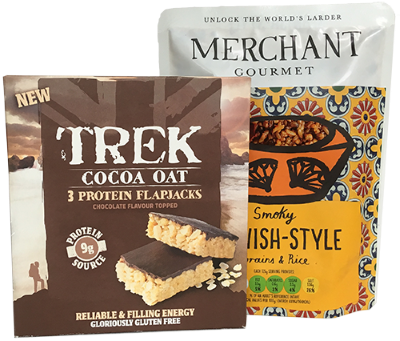 NEW
TREK
COCOA OAT
3 PROTEIN FLAPJACKS
CHOCOLATE FLAVOUR TOPPED
PROTEIN
9g
SOURCE
RELIABLE & FILLING ENERGY
GLORIOUSLY GLUTEN FREE
UNLOCK THE WORLD'S LARDER
MERCHANT
GOURMET
Smoky
ISH-STYLE
rains & Rice